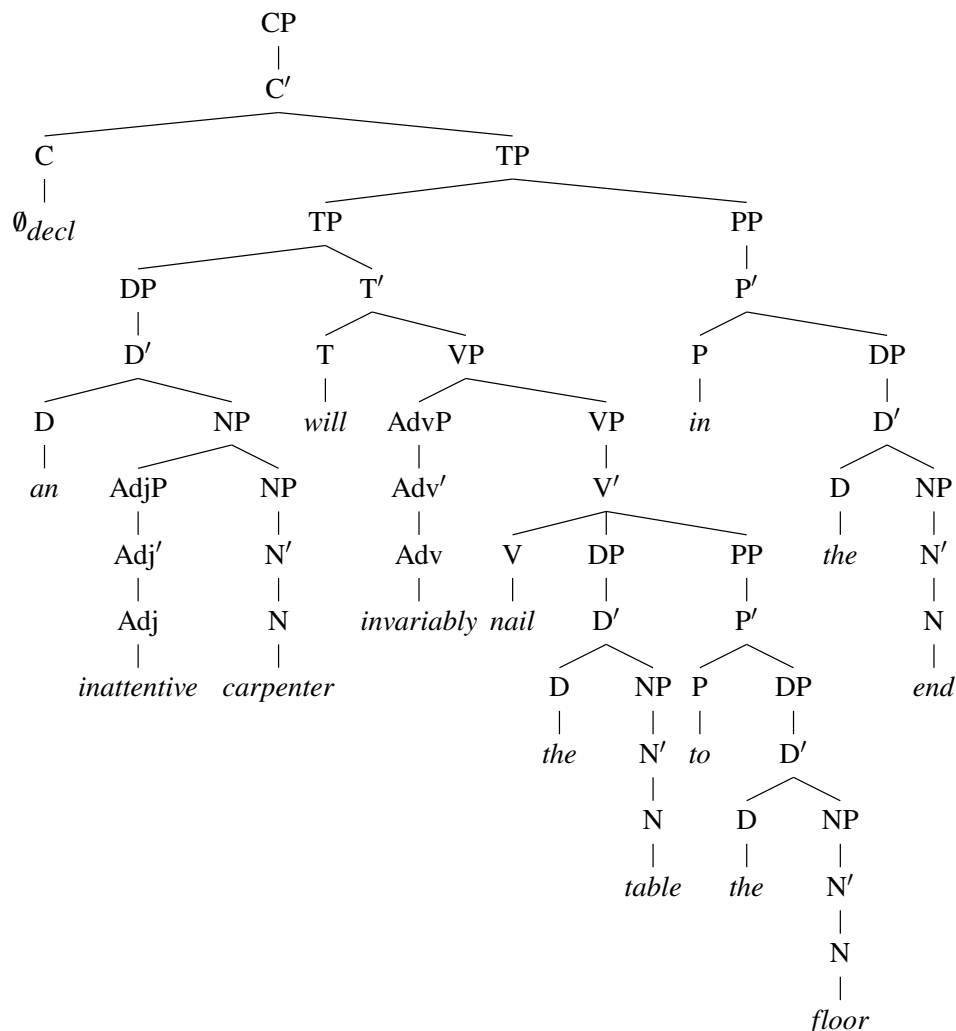 CP
C′
C TP
∅decl TP PP
DP T′ P′
D′ T VP P DP
D NP will AdvP VP in D′
an AdjP NP Adv′ V′ D NP
Adj′ N′ Adv V DP PP the N′
Adj N invariably nail D′ P′ N
inattentive carpenter D NP P DP end
the N′ to D′
N D NP
table the N′
N
floor